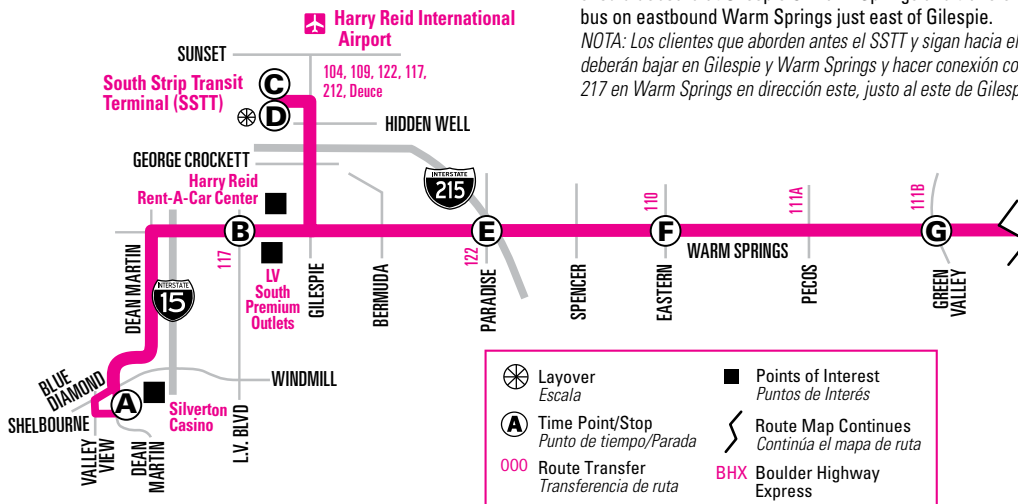 bus on eastbound Warm Springs just east of Gilespie.
NOTA: Los clientes que aborden antes el SSTT y sigan hacia el
deberán bajar en Gilespie y Warm Springs y hacer conexión
217 en Warm Springs en dirección este, justo al este de
Harry Reid International
Airport
SUNSET
104, 109, 122, 117,
212, Deuce
South Strip Transit
Terminal (SSTT)
C
D
HIDDEN WELL
GEORGE CROCKETT
INTERSTATE
215
Harry Reid
Rent-A-Car Center
110
111A
111B
B
E
F
G
WARM SPRINGS
117
122
LV
South
Premium
Outlets
DEAN MARTIN
INTERSTATE
15
GILESPIE
BERMUDA
PARADISE
SPENCER
EASTERN
PECOS
GREEN
VALLEY
BLUE
DIAMOND
WINDMILL
A
SHELBOURNE
Silverton
Casino
VALLEY
VIEW
DEAN
MARTIN
L.V. BLVD
Layover
Escala
A Time Point/Stop
Punto de tiempo/Parada
000 Route Transfer
Transferencia de ruta
Points of Interest
Puntos de Interés
Route Map Continues
Continúa el mapa de ruta
BHX Boulder Highway
Express